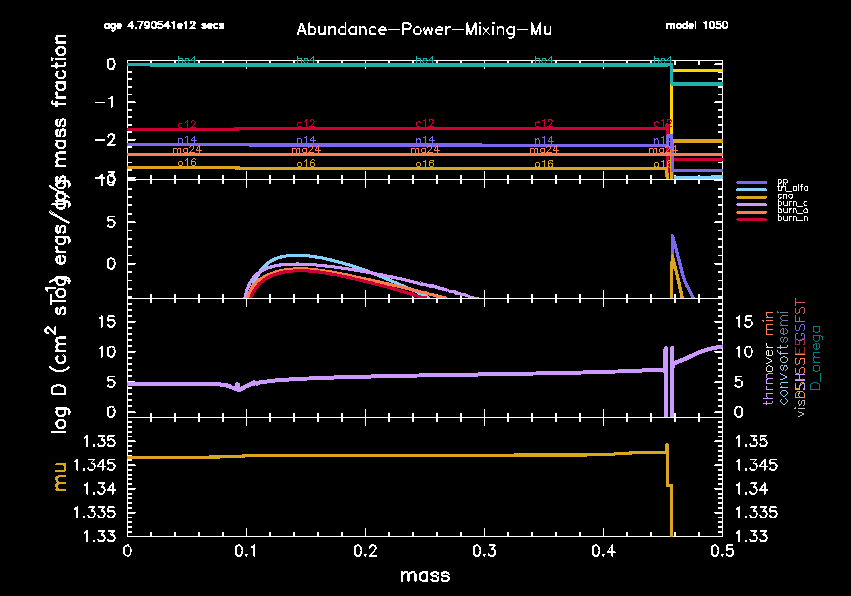 age 4.790541e12 secs
Abundance-Power-Mixing-Mu
model 1050
0
-1
-2
he4 he4 he4 he4 he4
c12 c12 c12 c12 c12
n14 n14 n14 n14 n14
mg24 mg24 mg24 mg24 mg24
o16 o16 o16 o16 o16
mass fraction
10
5
0
ergs/g/s
pp
tri_alfa
cno
burn_c
burn_n
log D (cm² s⁻¹)
15
10
5
0
15
10
5
0
thrm
over min
conv
soft
semi
D_omega
mu
1.35
1.345
1.34
1.335
1.33
1.35
1.345
1.34
1.335
1.33
0 0.1 0.2 0.3 0.4 0.5
mass